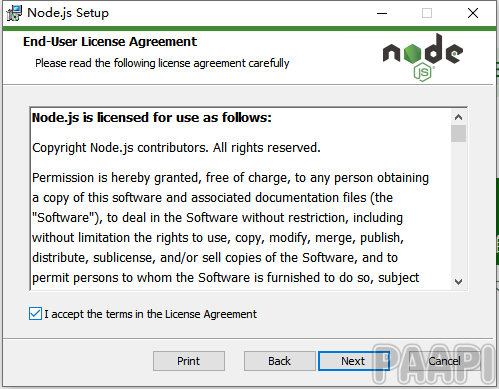 Node.js Setup
End-User License Agreement
Please read the following license agreement carefully
node
JS
Node.js is licensed for use as follows:
Copyright Node.js contributors. All rights reserved.
Permission is hereby granted, free of charge, to any person obtaining
a copy of this software and associated documentation files (the
"Software"), to deal in the Software without restriction, including
without limitation the rights to use, copy, modify, merge, publish,
distribute, sublicense, and/or sell copies of the Software, and to
permit persons to whom the Software is furnished to do so, subject
I accept the terms in the License Agreement
Print
Back
Next
Cancel
PAAPI